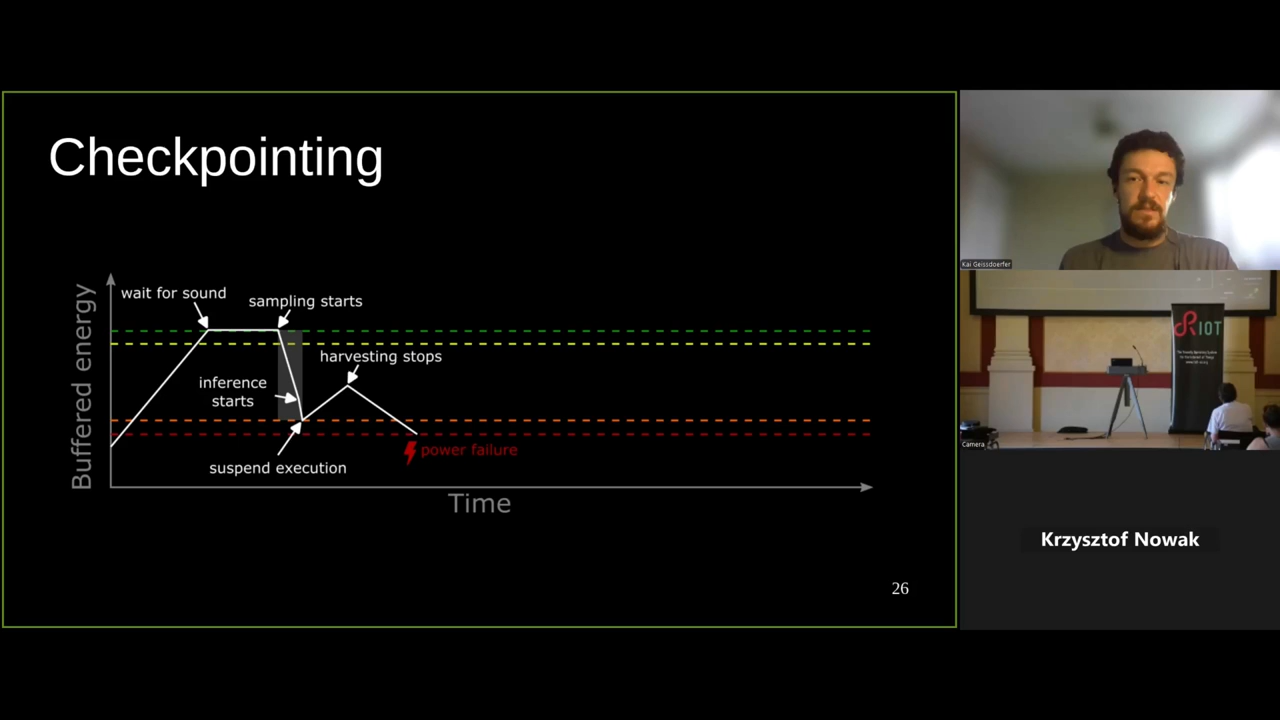 Checkpointing
Buffered energy
wait for sound
sampling starts
harvesting stops
inference
starts
suspend execution
power failure
Time
26
Kai Geissdoerfer
RIOT
Camera
Krzysztof Nowak